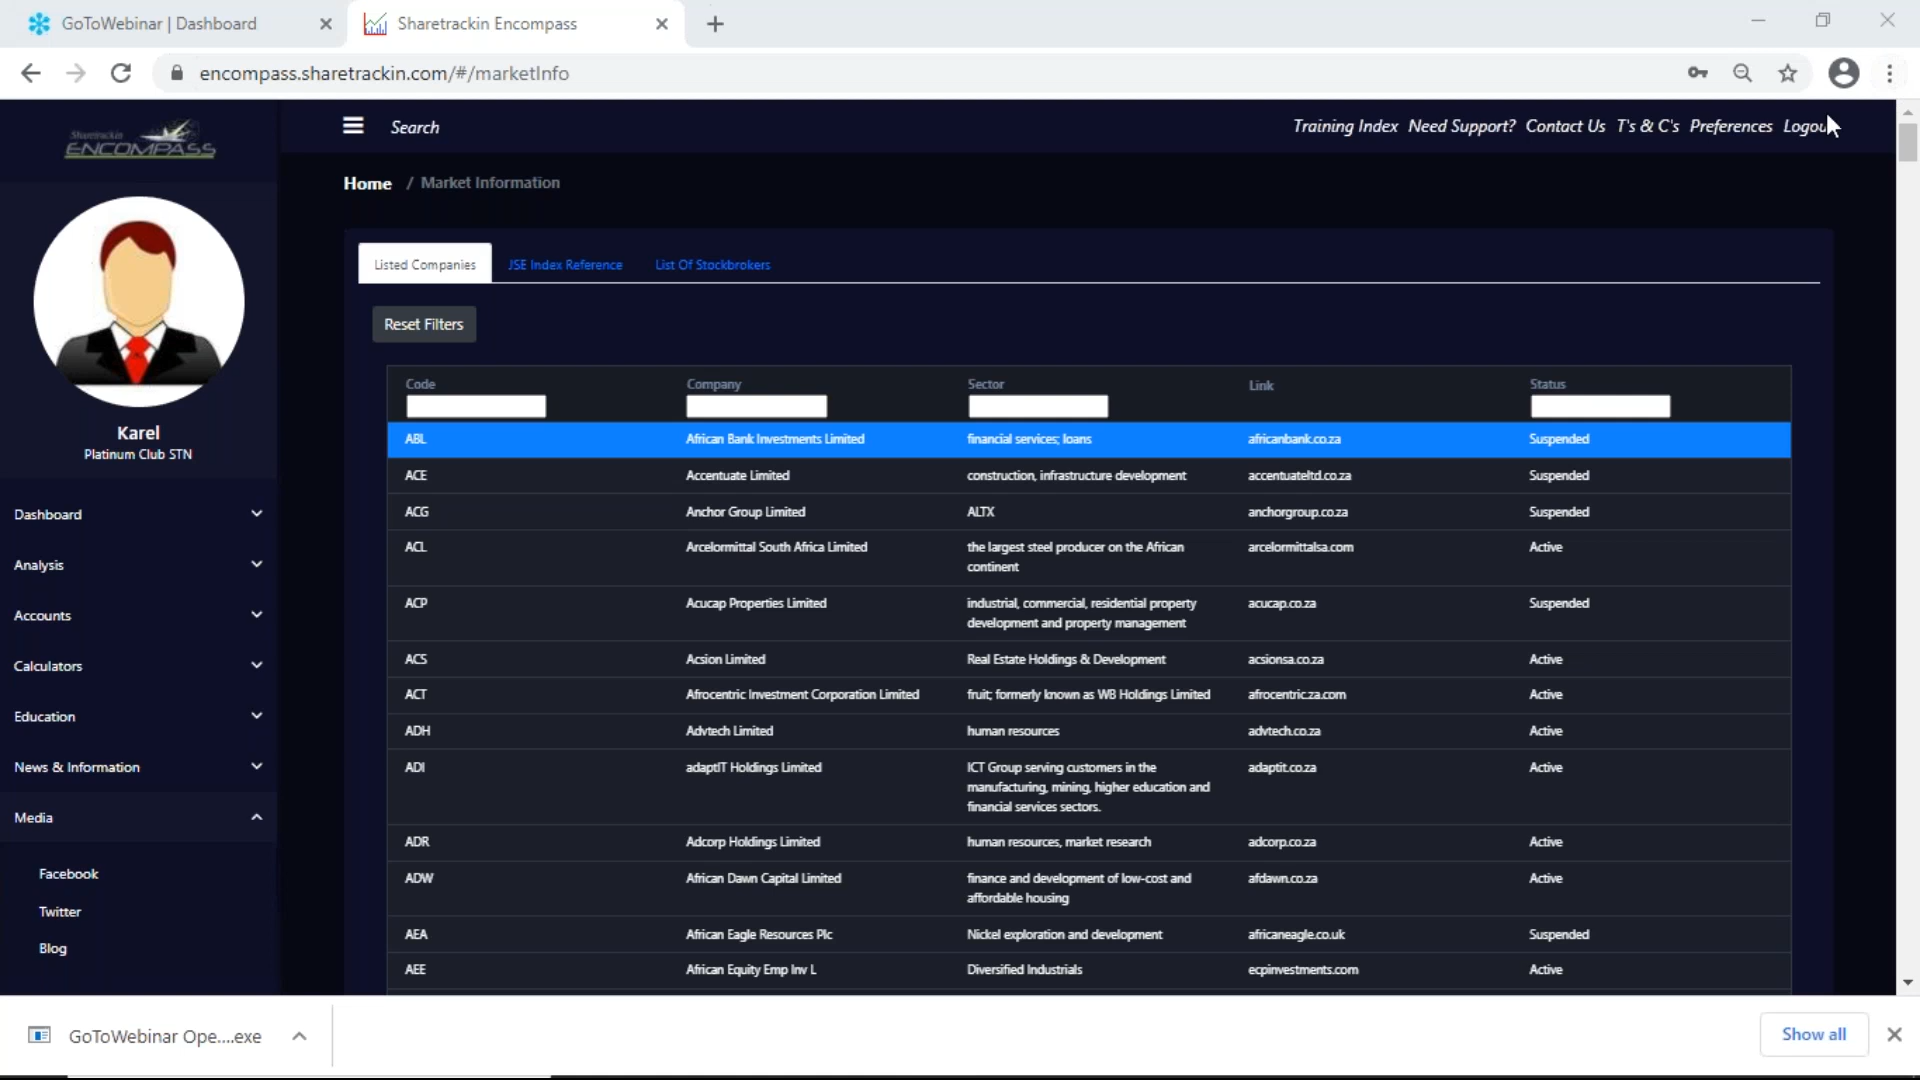 GoToWebinar | Dashboard
Sharetrackin Encompass
encompass.sharetrackin.com/#/marketInfo
Sharetrackin
ENCOMPASS
Search
Training Index Need Support? Contact Us T's & C's Preferences Logou
Home / Market Information
Listed Companies JSE Index Reference List Of Stockbrokers
Reset Filters
Karel
Platinum Club STN
Dashboard
Analysis
Accounts
Calculators
Education
News & Information
Media
Facebook
Twitter
Blog
Code Company Sector Link Status
ABL African Bank Investments Limited financial services; loans africanbank.co.za Suspended
ACE Accentuate Limited construction, infrastructure development accentuateltd.co.za Suspended
ACG Anchor Group Limited ALTX anchorgroup.co.za Suspended
ACL Arcelormittal South Africa Limited the largest steel producer on the African arcelormittalsa.com Active
continent
ACP Acucap Properties Limited industrial, commercial, residential property acucap.co.za Suspended
development and property management
ACS Acsion Limited Real Estate Holdings & Development acsionsa.co.za Active
ACT Afrocentric Investment Corporation Limited fruit; formerly known as WB Holdings Limited afrocentric.za.com Active
ADH Advtech Limited human resources advtech.co.za Active
ADI adaptIT Holdings Limited ICT Group serving customers in the adaptit.co.za Active
manufacturing, mining, higher education and
financial services sectors.
ADR Adcorp Holdings Limited human resources, market research adcorp.co.za Active
ADW African Dawn Capital Limited finance and development of low-cost and afdawn.co.za Active
affordable housing
AEA African Eagle Resources Plc Nickel exploration and development africaneagle.co.uk Suspended
AEE African Equity Emp Inv L Diversified Industrials ecpinvestments.com Active
GoToWebinar Ope....exe
Show all